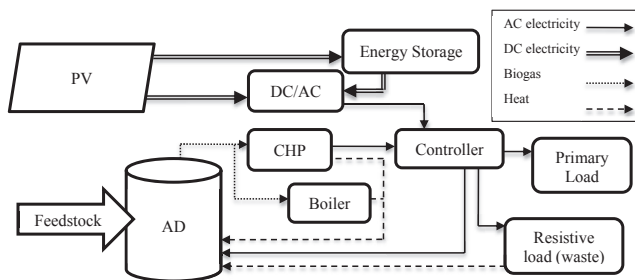 AC electricity
DC electricity
Biogas
Heat
Energy Storage
PV
DC/AC
CHP
Controller
Primary
Load
Boiler
Feedstock
AD
Resistive
load (waste)